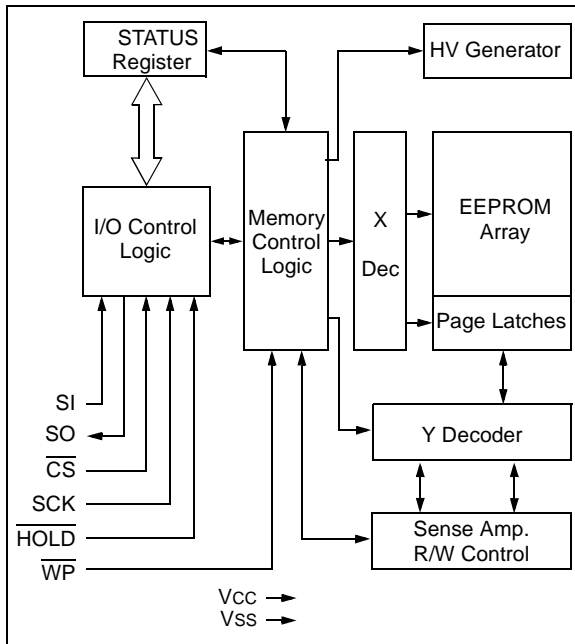 STATUS
Register
HV Generator
I/O Control
Logic
Memory
Control
Logic
X
Dec
EEPROM
Array
Page Latches
Y Decoder
Sense Amp.
R/W Control
SI
SO
CS
SCK
HOLD
WP
VCC
VSS